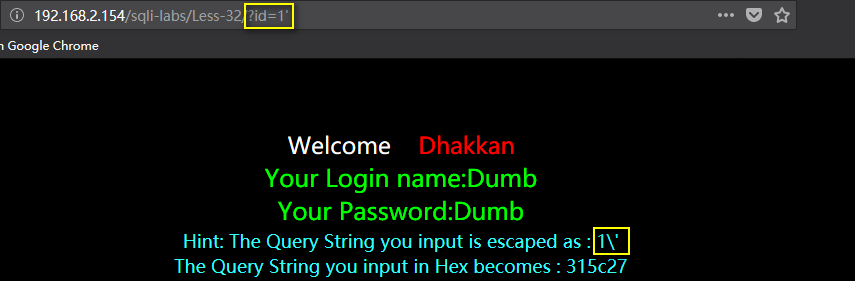 192.168.2.154/sqli-labs/Less-32/?id=1'
n Google Chrome
Welcome Dhakkan
Your Login name:Dumb
Your Password:Dumb
Hint: The Query String you input is escaped as : 1\'
The Query String you input in Hex becomes : 315c27